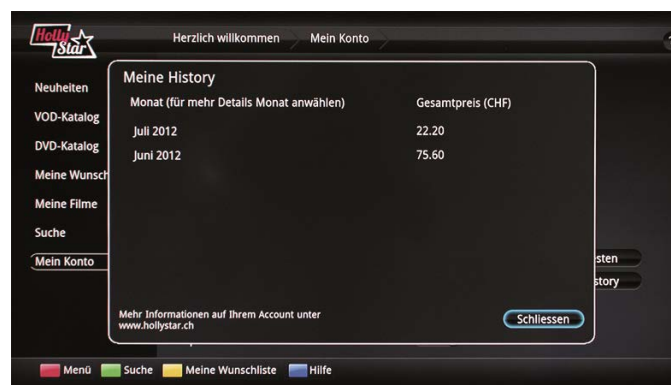 Holly
Star
Herzlich willkommen
Mein Konto
Neuheiten
VOD-Katalog
DVD-Katalog
Meine Wunsch
Meine Filme
Suche
Mein Konto
Meine History
Monat (für mehr Details Monat anwählen) Gesamtpreis (CHF)
Juli 2012 22.20
Juni 2012 75.60
sten
story
Mehr Informationen auf Ihrem Account unter
www.hollystar.ch
Schliessen
Menü Suche Meine Wunschliste Hilfe